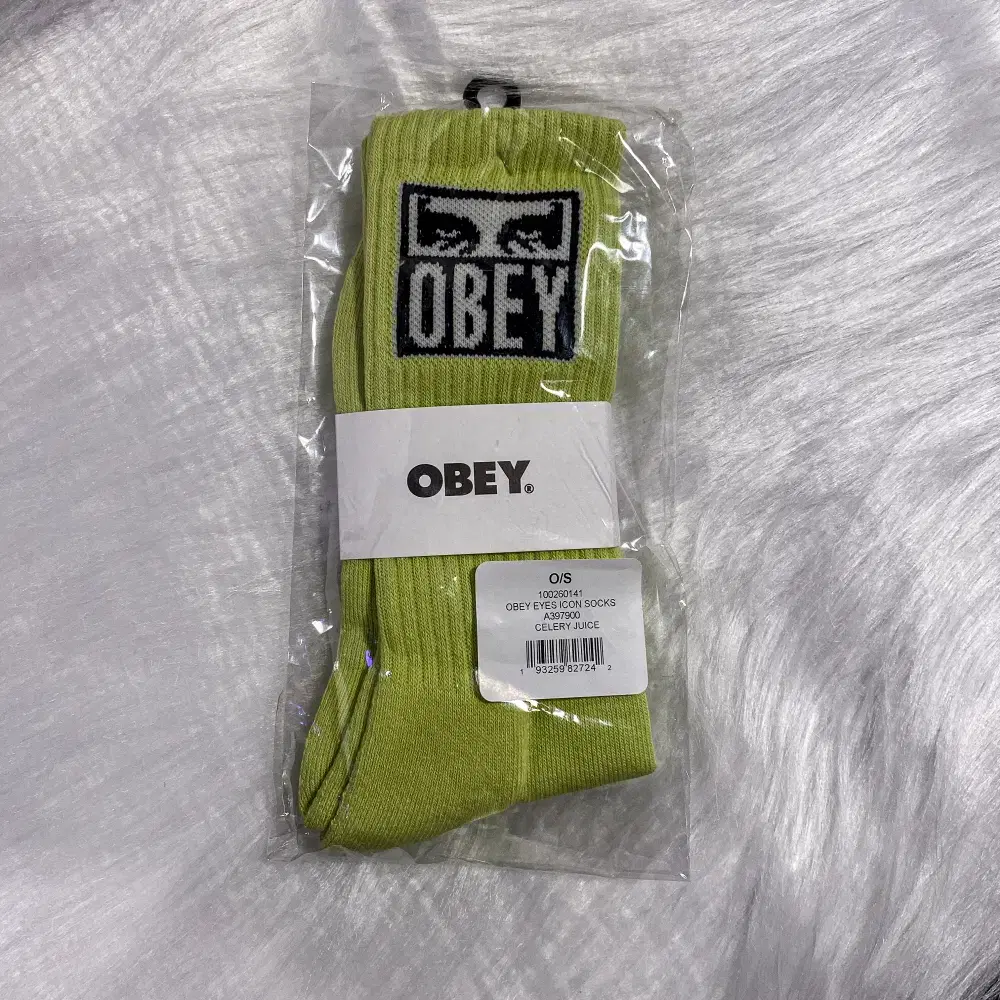 OBEY
OBEY®
O/S
100260141
OBEY EYES ICON SOCKS
A397900
CELERY JUICE
1 93259 82724 2